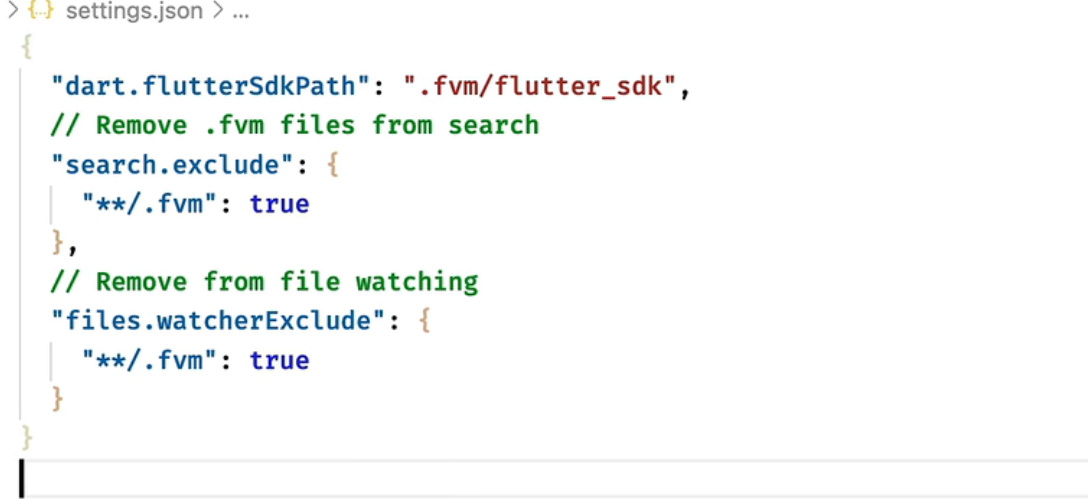 > {} settings.json > ...
{
  "dart.flutterSdkPath": ".fvm/flutter_sdk",
  // Remove .fvm files from search
  "search.exclude": {
    "**/.fvm": true
  },
  // Remove from file watching
  "files.watcherExclude": {
    "**/.fvm": true
  }
}